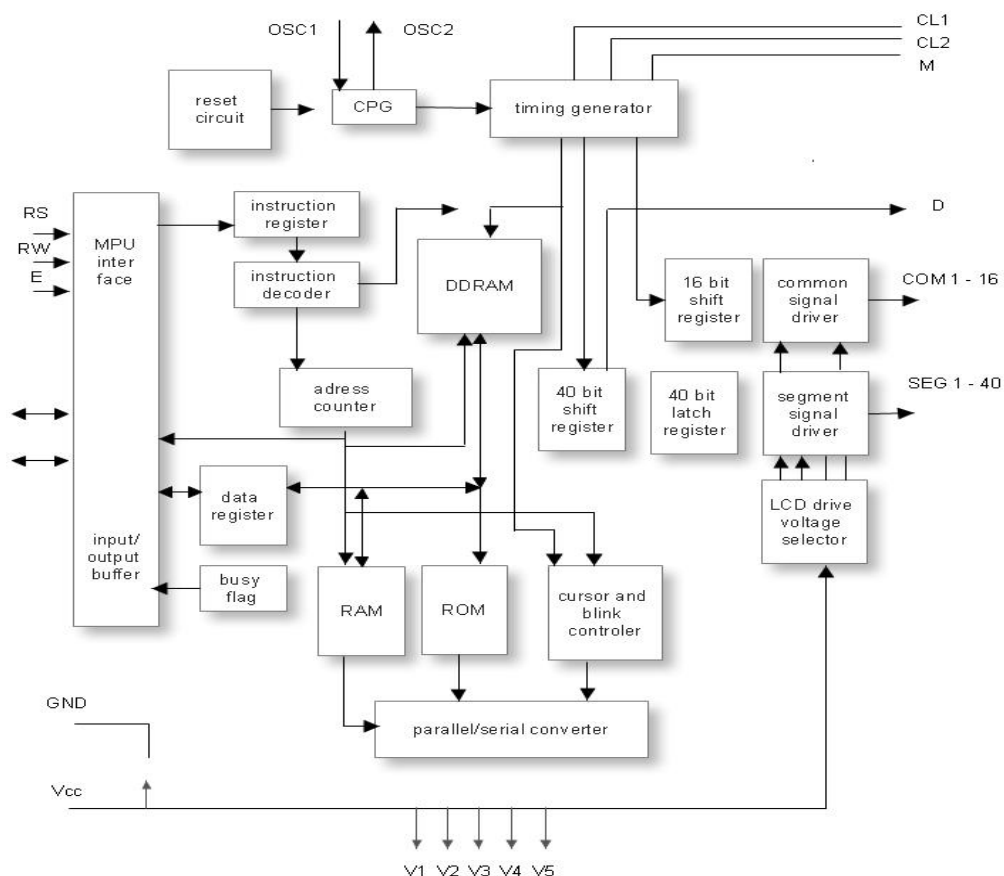 CL1
OSC1
OSC2
CL2
M
reset
circuit
CPG
timing generator
RS
RW
E
MPU
inter
face
instruction
register
instruction
decoder
DDRAM
D
16 bit
shift
register
common
signal
driver
COM 1 - 16
adress
counter
40 bit
shift
register
40 bit
latch
register
segment
signal
driver
SEG 1 - 40
data
register
LCD drive
voltage
selector
input/
output
buffer
busy
flag
RAM
ROM
cursor and
blink
controler
GND
parallel/serial converter
Vcc
V1 V2 V3 V4 V5